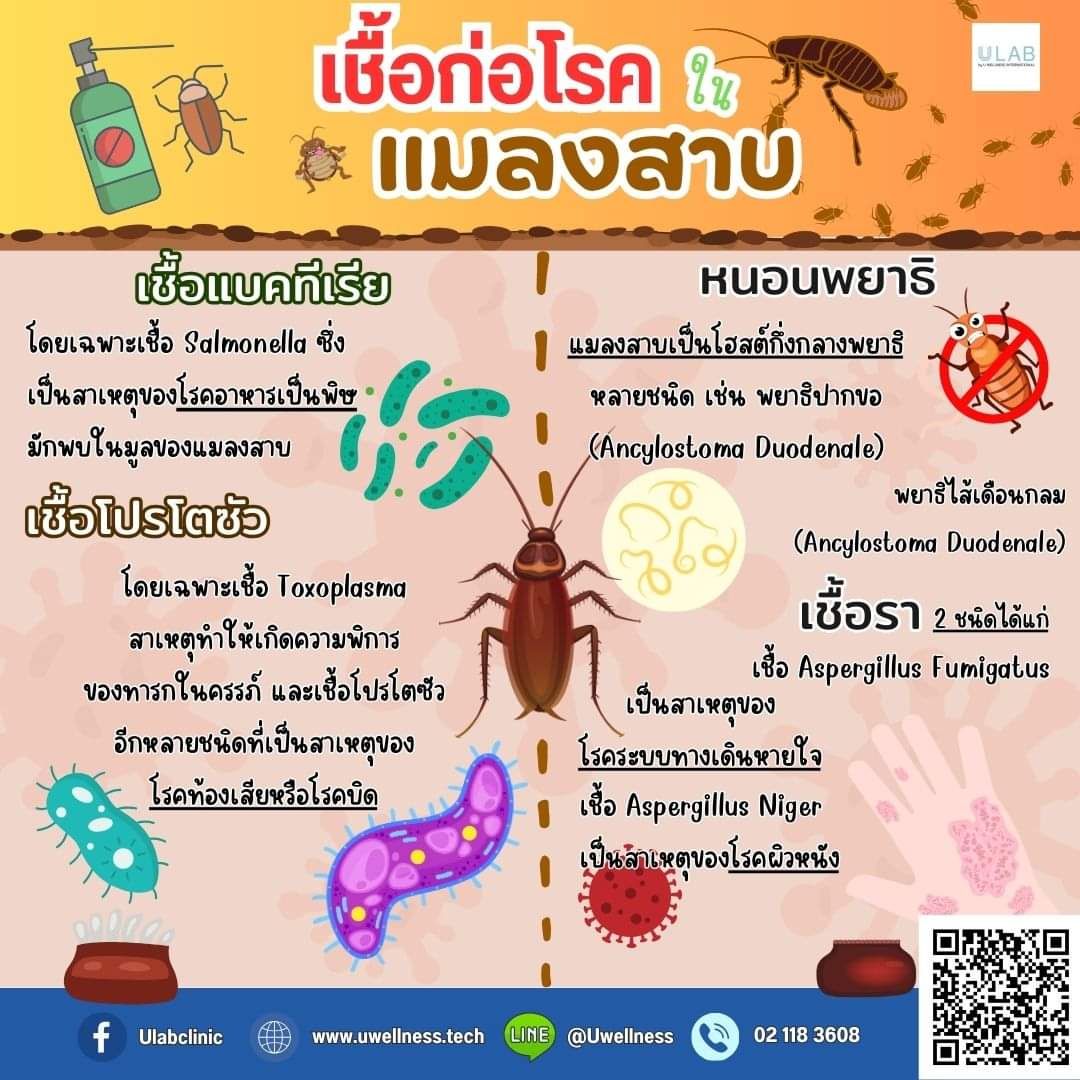 เชื้อก่อโรค ใน
แมลงสาบ
ULAB
by U WELLNESS INTERNATIONAL
เชื้อแบคทีเรีย
โดยเฉพาะเชื้อ Salmonella ซึ่ง
เป็นสาเหตุของโรคอาหารเป็นพิษ
มักพบในมูลของแมลงสาบ
เชื้อโปรโตซัว
โดยเฉพาะเชื้อ Toxoplasma
สาเหตุทำให้เกิดความพิการ
ของทารกในครรภ์ และเชื้อโปรโตซัว
อีกหลายชนิดที่เป็นสาเหตุของ
โรคท้องเสียหรือโรคบิด
หนอนพยาธิ
แมลงสาบเป็นโฮสต์กึ่งกลางพยาธิ
หลายชนิด เช่น พยาธิปากขอ
(Ancylostoma Duodenale)
พยาธิไส้เดือนกลม
(Ancylostoma Duodenale)
เชื้อรา 2 ชนิดได้แก่
เชื้อ Aspergillus Fumigatus
เป็นสาเหตุของ
โรคระบบทางเดินหายใจ
เชื้อ Aspergillus Niger
เป็นสาเหตุของโรคผิวหนัง
Ulabclinic
www.uwellness.tech
LINE
@Uwellness
02 118 3608